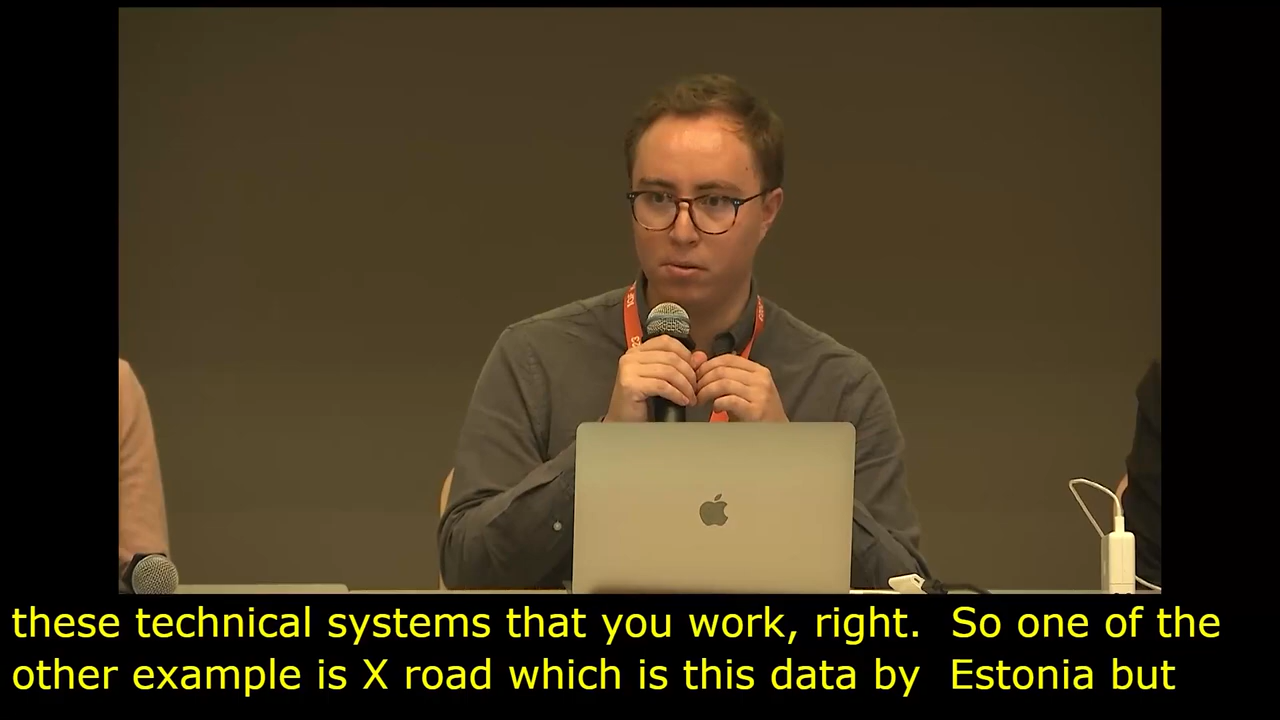 these technical systems that you work, right.  So one of the
other example is X road which is this data by  Estonia but